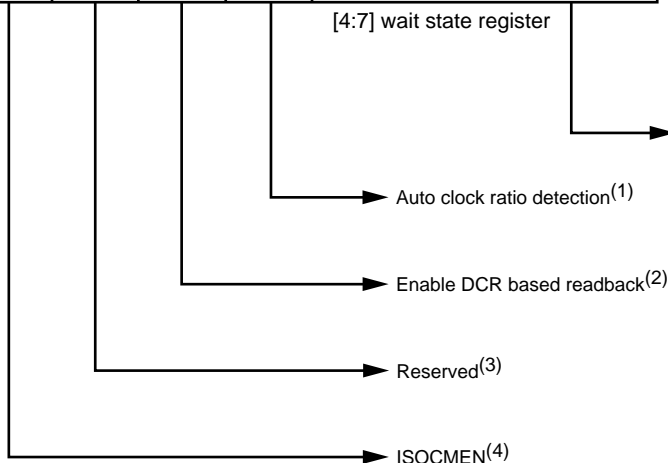 [4:7] wait state register
Auto clock ratio detection(1)
Enable DCR based readback(2)
Reserved(3)
ISOCMEN(4)